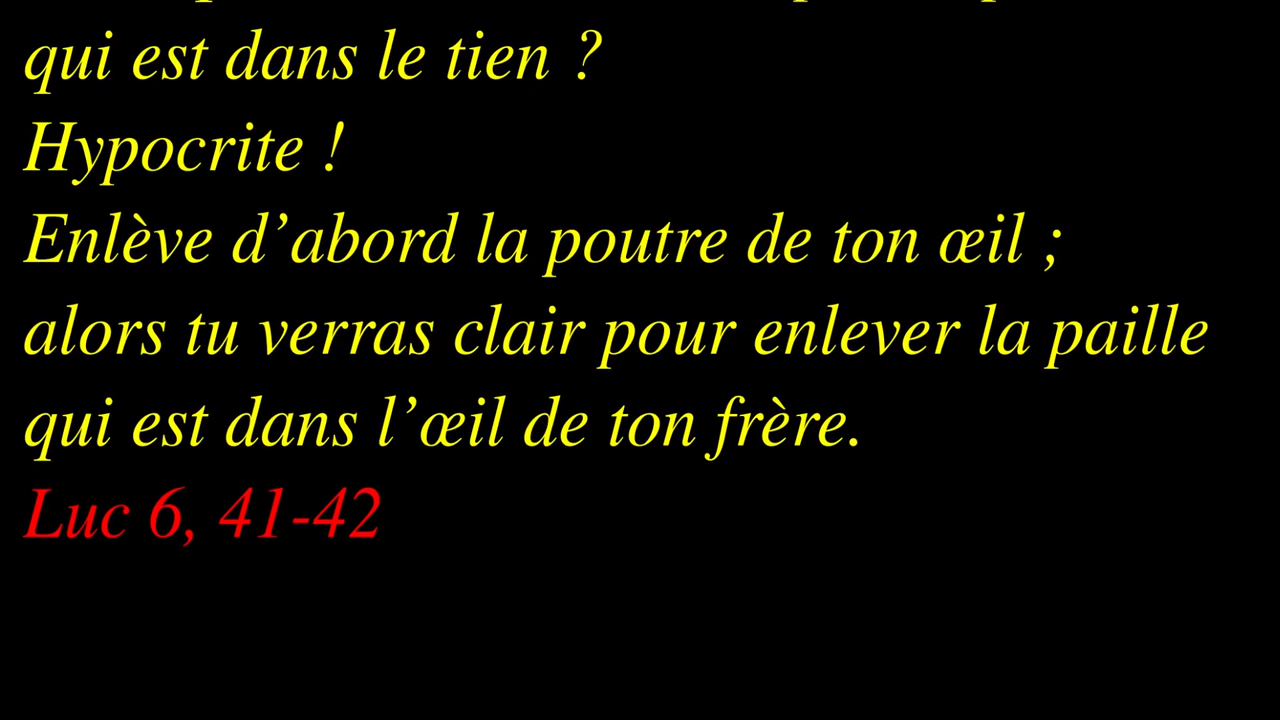 qui est dans le tien ?
Hypocrite !
Enlève d’abord la poutre de ton œil ;
alors tu verras clair pour enlever la paille
qui est dans l’œil de ton frère.
Luc 6, 41-42